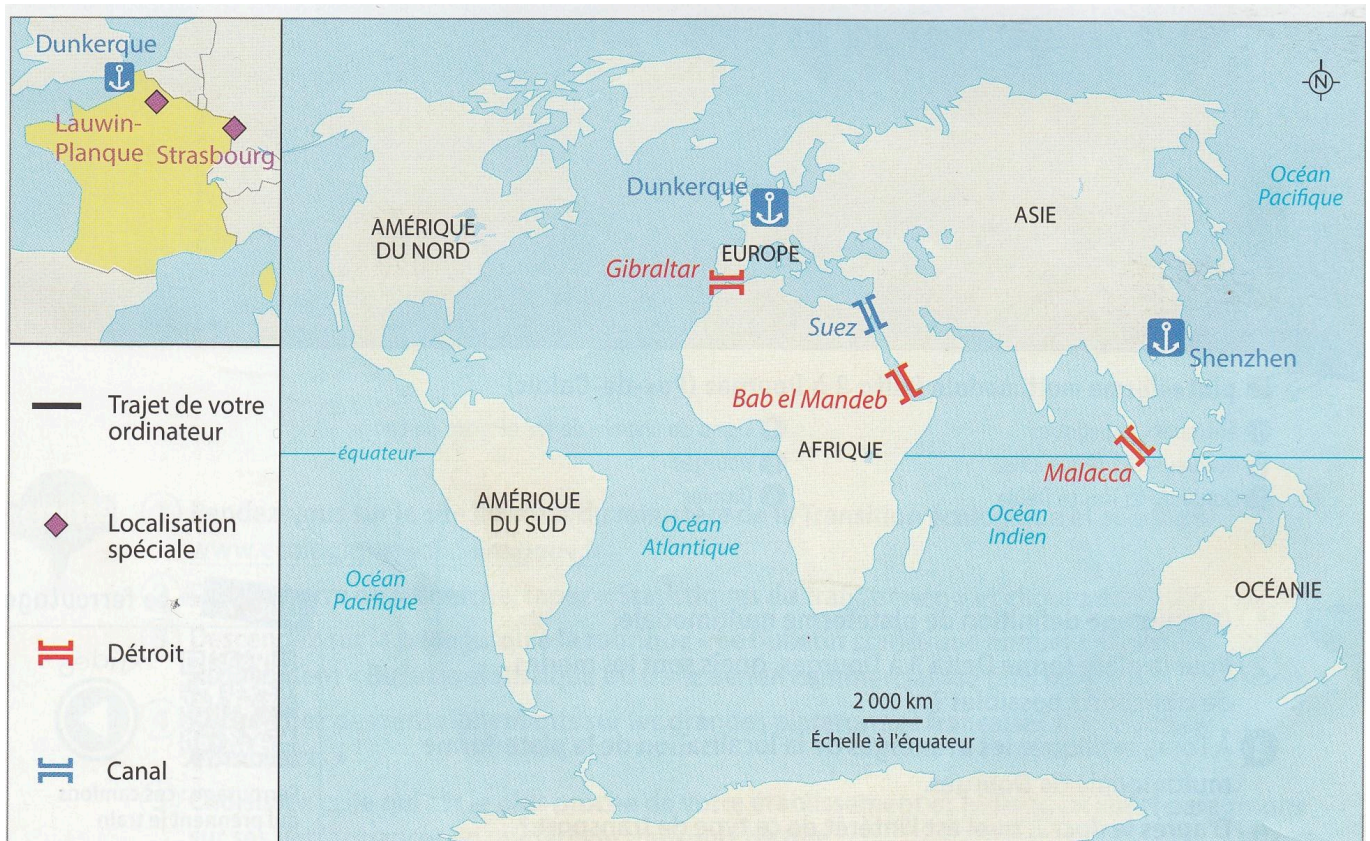 Dunkerque
Lauwin-
Planque
Strasbourg
Trajet de votre
ordinateur
Localisation
spéciale
Détroit
Canal
N
Océan
Pacifique
Dunkerque
ASIE
AMÉRIQUE
DU NORD
EUROPE
Gibraltar
Suez
Shenzhen
Bab el Mandeb
AFRIQUE
équateur
Malacca
AMÉRIQUE
DU SUD
Océan
Atlantique
Océan
Indien
Océan
Pacifique
OCÉANIE
2 000 km
Échelle à l'équateur